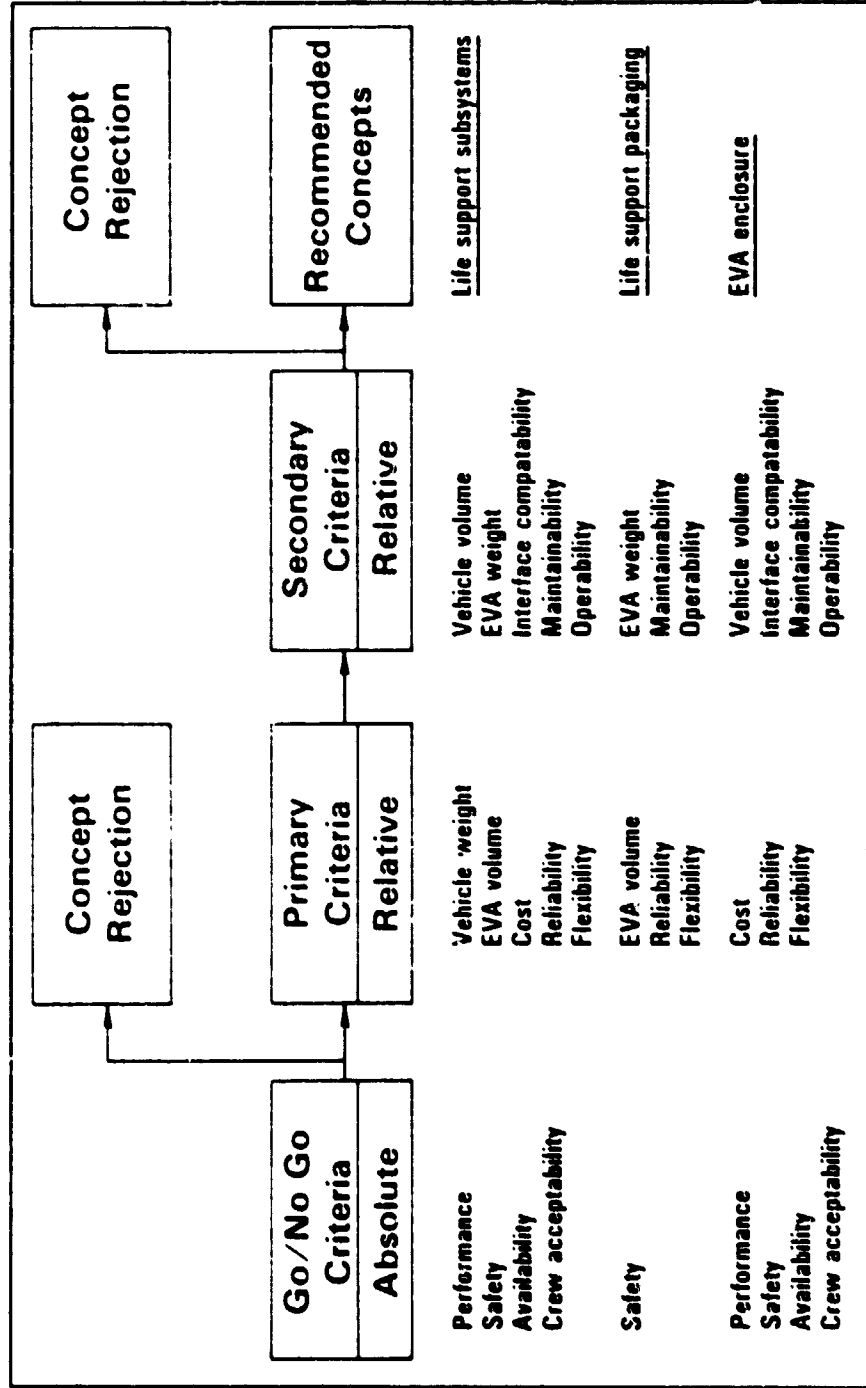 Concept
Rejection
Concept
Rejection
Go/No Go
Criteria
Absolute
Primary
Criteria
Relative
Secondary
Criteria
Relative
Recommended
Concepts
Performance
Safety
Availability
Crew acceptability
Vehicle weight
EVA volume
Cost
Reliability
Flexibility
Vehicle volume
EVA weight
Interface compatability
Maintainability
Operability
Life support subsystems
Safety
EVA volume
Reliability
Flexibility
EVA weight
Maintainability
Operability
Life support packaging
Performance
Safety
Availability
Crew acceptability
Cost
Reliability
Flexibility
Vehicle volume
Interface compatability
Maintainability
Operability
EVA enclosure